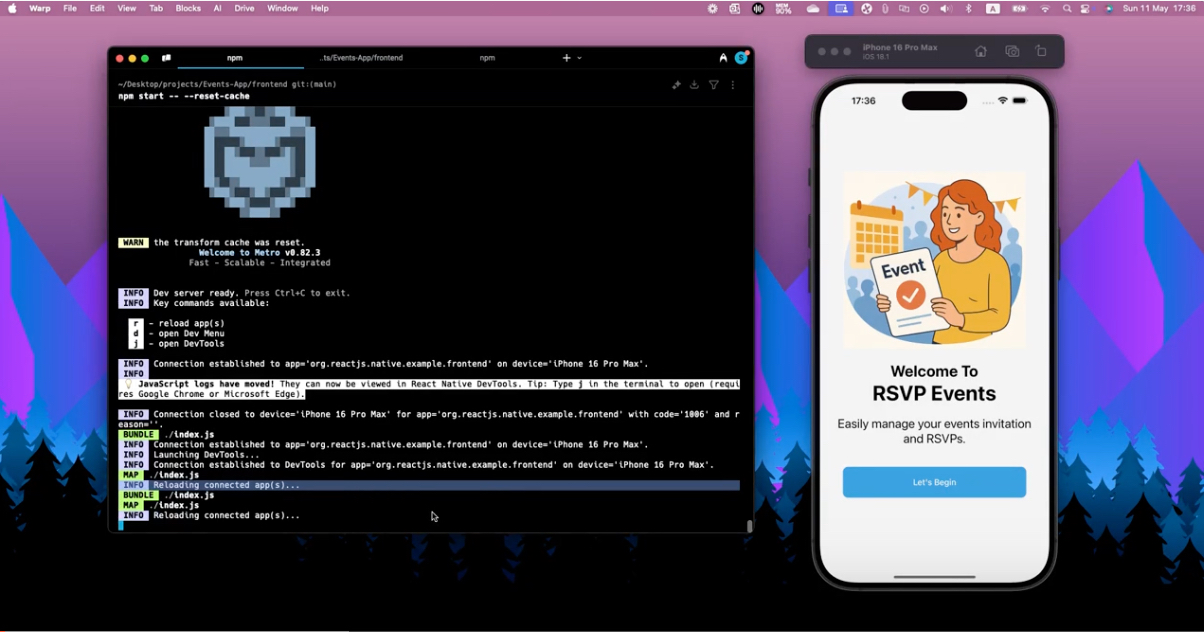 Warp File Edit View Tab Blocks AI Drive Window Help
MEM
90%
A
Sun 11 May 17:36
npm
..ts/Events-App/frontend
npm
S
~/Desktop/projects/Events-App/frontend git:(main)
npm start -- --reset-cache
WARN the transform cache was reset.
Welcome to Metro v0.82.3
Fast - Scalable - Integrated
INFO Dev server ready. Press Ctrl+C to exit.
INFO Key commands available:
r - reload app(s)
d - open Dev Menu
j - open DevTools
INFO Connection established to app='org.reactjs.native.example.frontend' on device='iPhone 16 Pro Max'.
INFO
JavaScript logs have moved! They can now be viewed in React Native DevTools. Tip: Type j in the terminal to open (requi
res Google Chrome or Microsoft Edge).
INFO Connection closed to device='iPhone 16 Pro Max' for app='org.reactjs.native.example.frontend' with code='1006' and r
eason=''.
BUNDLE ./index.js
INFO Connection established to app='org.reactjs.native.example.frontend' on device='iPhone 16 Pro Max'.
INFO Launching DevTools...
INFO Connection established to DevTools for app='org.reactjs.native.example.frontend' on device='iPhone 16 Pro Max'.
MAP ./index.js
INFO Reloading connected app(s)...
BUNDLE ./index.js
MAP ./index.js
INFO Reloading connected app(s)...
iPhone 16 Pro Max
iOS 18.1
17:36
Event
Welcome To
RSVP Events
Easily manage your events invitation
and RSVPs.
Let's Begin